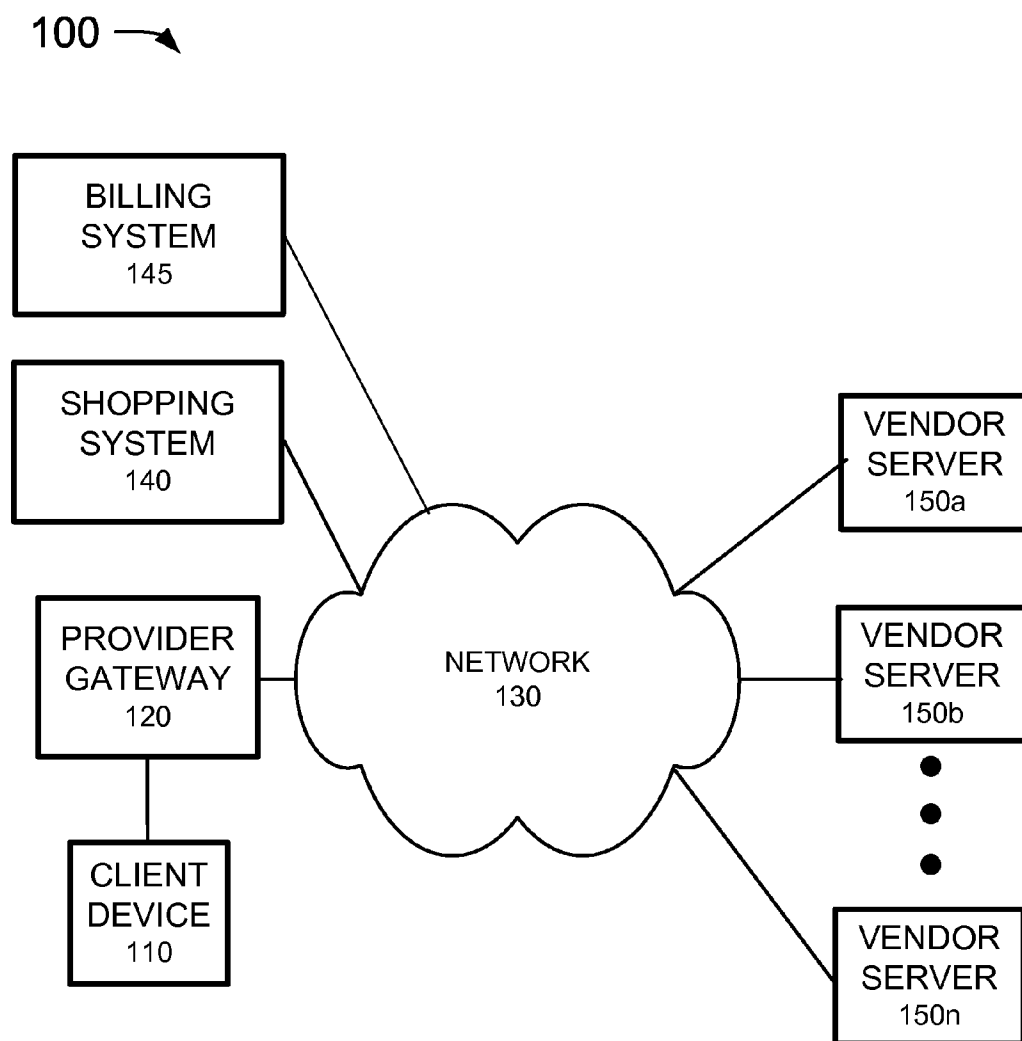 100
BILLING
SYSTEM
145
SHOPPING
SYSTEM
140
PROVIDER
GATEWAY
120
CLIENT
DEVICE
110
NETWORK
130
VENDOR
SERVER
150a
VENDOR
SERVER
150b
VENDOR
SERVER
150n